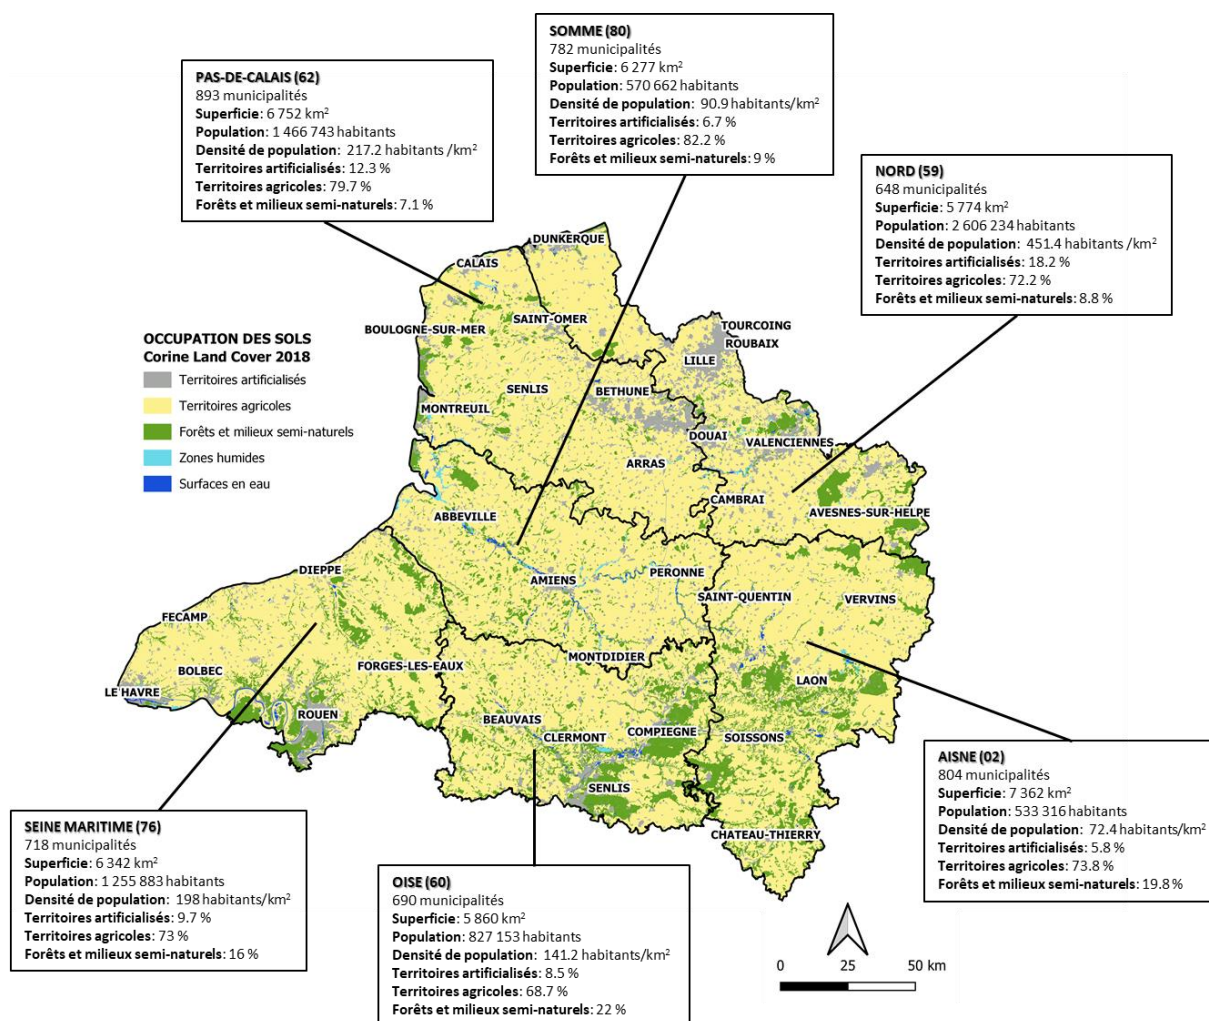 SOMME (80)
782 municipalités
Superficie: 6 277 km²
Population: 570 662 habitants
Densité de population: 90.9 habitants/km²
Territoires artificialisés: 6.7 %
Territoires agricoles: 82.2 %
Forêts et milieux semi-naturels: 9 %
PAS-DE-CALAIS (62)
893 municipalités
Superficie: 6 752 km²
Population: 1 466 743 habitants
Densité de population: 217.2 habitants /km²
Territoires artificialisés: 12.3 %
Territoires agricoles: 79.7 %
Forêts et milieux semi-naturels: 7.1 %
NORD (59)
648 municipalités
Superficie: 5 774 km²
Population: 2 606 234 habitants
Densité de population: 451.4 habitants /km²
Territoires artificialisés: 18.2 %
Territoires agricoles: 72.2 %
Forêts et milieux semi-naturels: 8.8 %
OCCUPATION DES SOLS
Corine Land Cover 2018
Territoires artificialisés
Territoires agricoles
Forêts et milieux semi-naturels
Zones humides
Surfaces en eau
DUNKERQUE
CALAIS
SAINT-OMER
BOULOGNE-SUR-MER
TOURCOING
ROUBAIX
LILLE
SENLIS
BETHUNE
MONTREUIL
DOUAI
VALENCIENNES
ARRAS
CAMBRAI
AVESNES-SUR-HELPE
ABBEVILLE
DIEPPE
AMIENS
PERONNE
SAINT-QUENTIN
VERVINS
FECAMP
MONTDIDIER
BOLBEC
FORGES-LES-EAUX
LAON
LE HAVRE
ROUEN
BEAUVAIS
CLERMONT
COMPIEGNE
SOISSONS
SENLIS
CHATEAU-THIERRY
AISNE (02)
804 municipalités
Superficie: 7 362 km²
Population: 533 316 habitants
Densité de population: 72.4 habitants/km²
Territoires artificialisés: 5.8 %
Territoires agricoles: 73.8 %
Forêts et milieux semi-naturels: 19.8 %
SEINE MARITIME (76)
718 municipalités
Superficie: 6 342 km²
Population: 1 255 883 habitants
Densité de population: 198 habitants/km²
Territoires artificialisés: 9.7 %
Territoires agricoles: 73 %
Forêts et milieux semi-naturels: 16 %
OISE (60)
690 municipalités
Superficie: 5 860 km²
Population: 827 153 habitants
Densité de population: 141.2 habitants/km²
Territoires artificialisés: 8.5 %
Territoires agricoles: 68.7 %
Forêts et milieux semi-naturels: 22 %
0 25 50 km